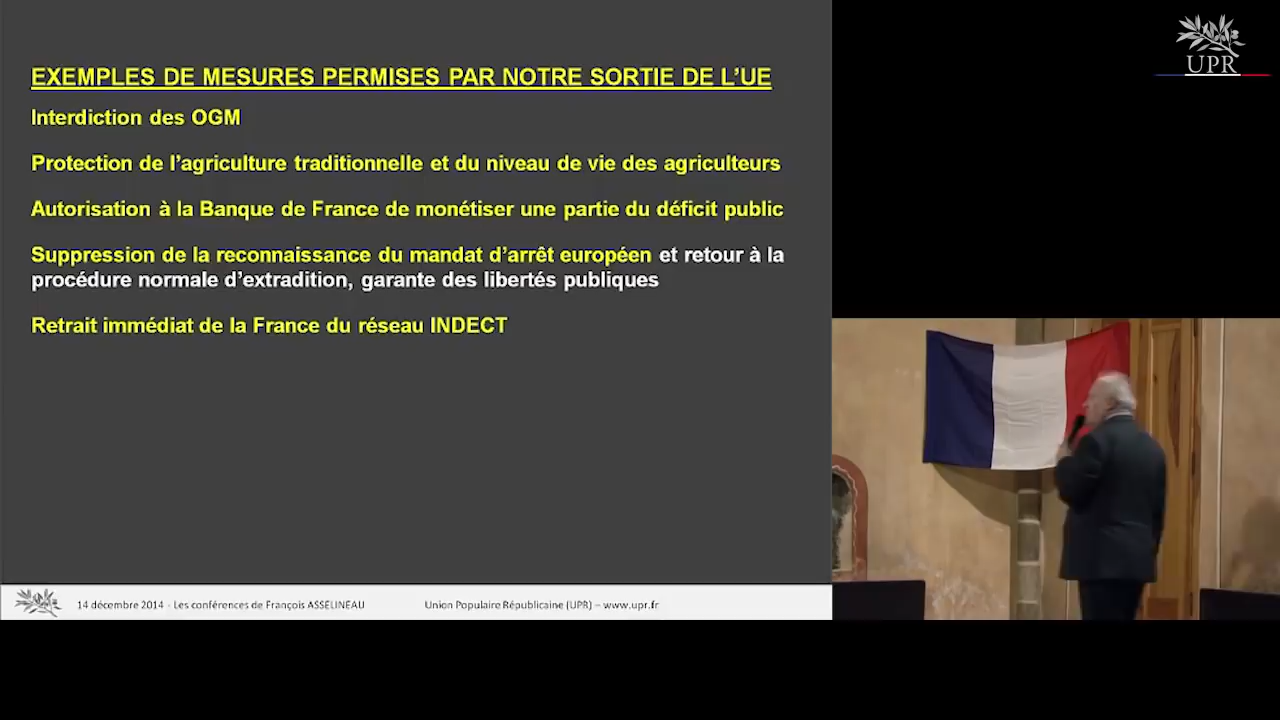 EXEMPLES DE MESURES PERMISES PAR NOTRE SORTIE DE L’UE
Interdiction des OGM
Protection de l’agriculture traditionnelle et du niveau de vie des agriculteurs
Autorisation à la Banque de France de monétiser une partie du déficit public
Suppression de la reconnaissance du mandat d’arrêt européen et retour à la
procédure normale d’extradition, garante des libertés publiques
Retrait immédiat de la France du réseau INDECT
14 décembre 2014 - Les conférences de François ASSELINEAU
Union Populaire Républicaine (UPR) – www.upr.fr
UPR